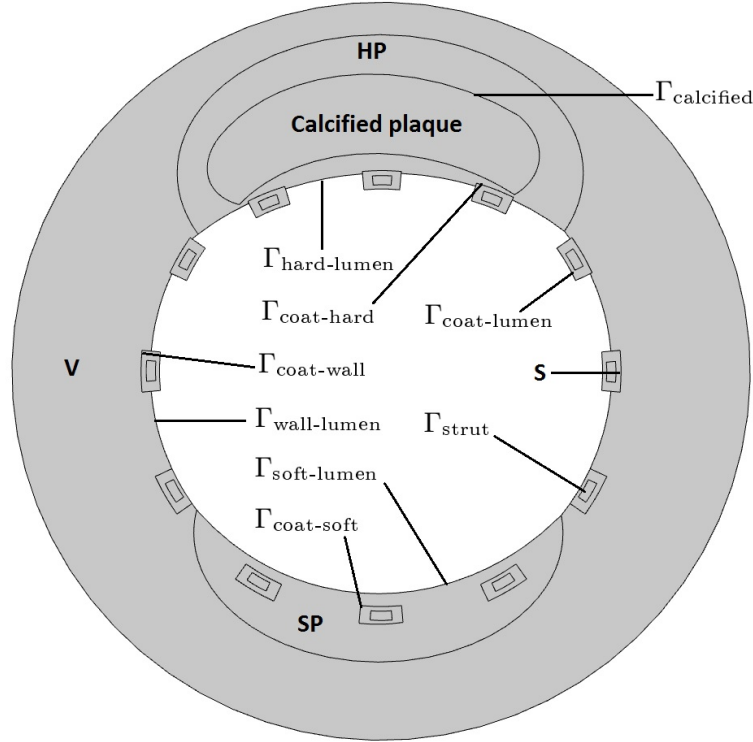 HP
Γcalcified
Calcified plaque
Γhard-lumen
Γcoat-hard
Γcoat-lumen
V
Γcoat-wall
S
Γwall-lumen
Γstrut
Γsoft-lumen
Γcoat-soft
SP